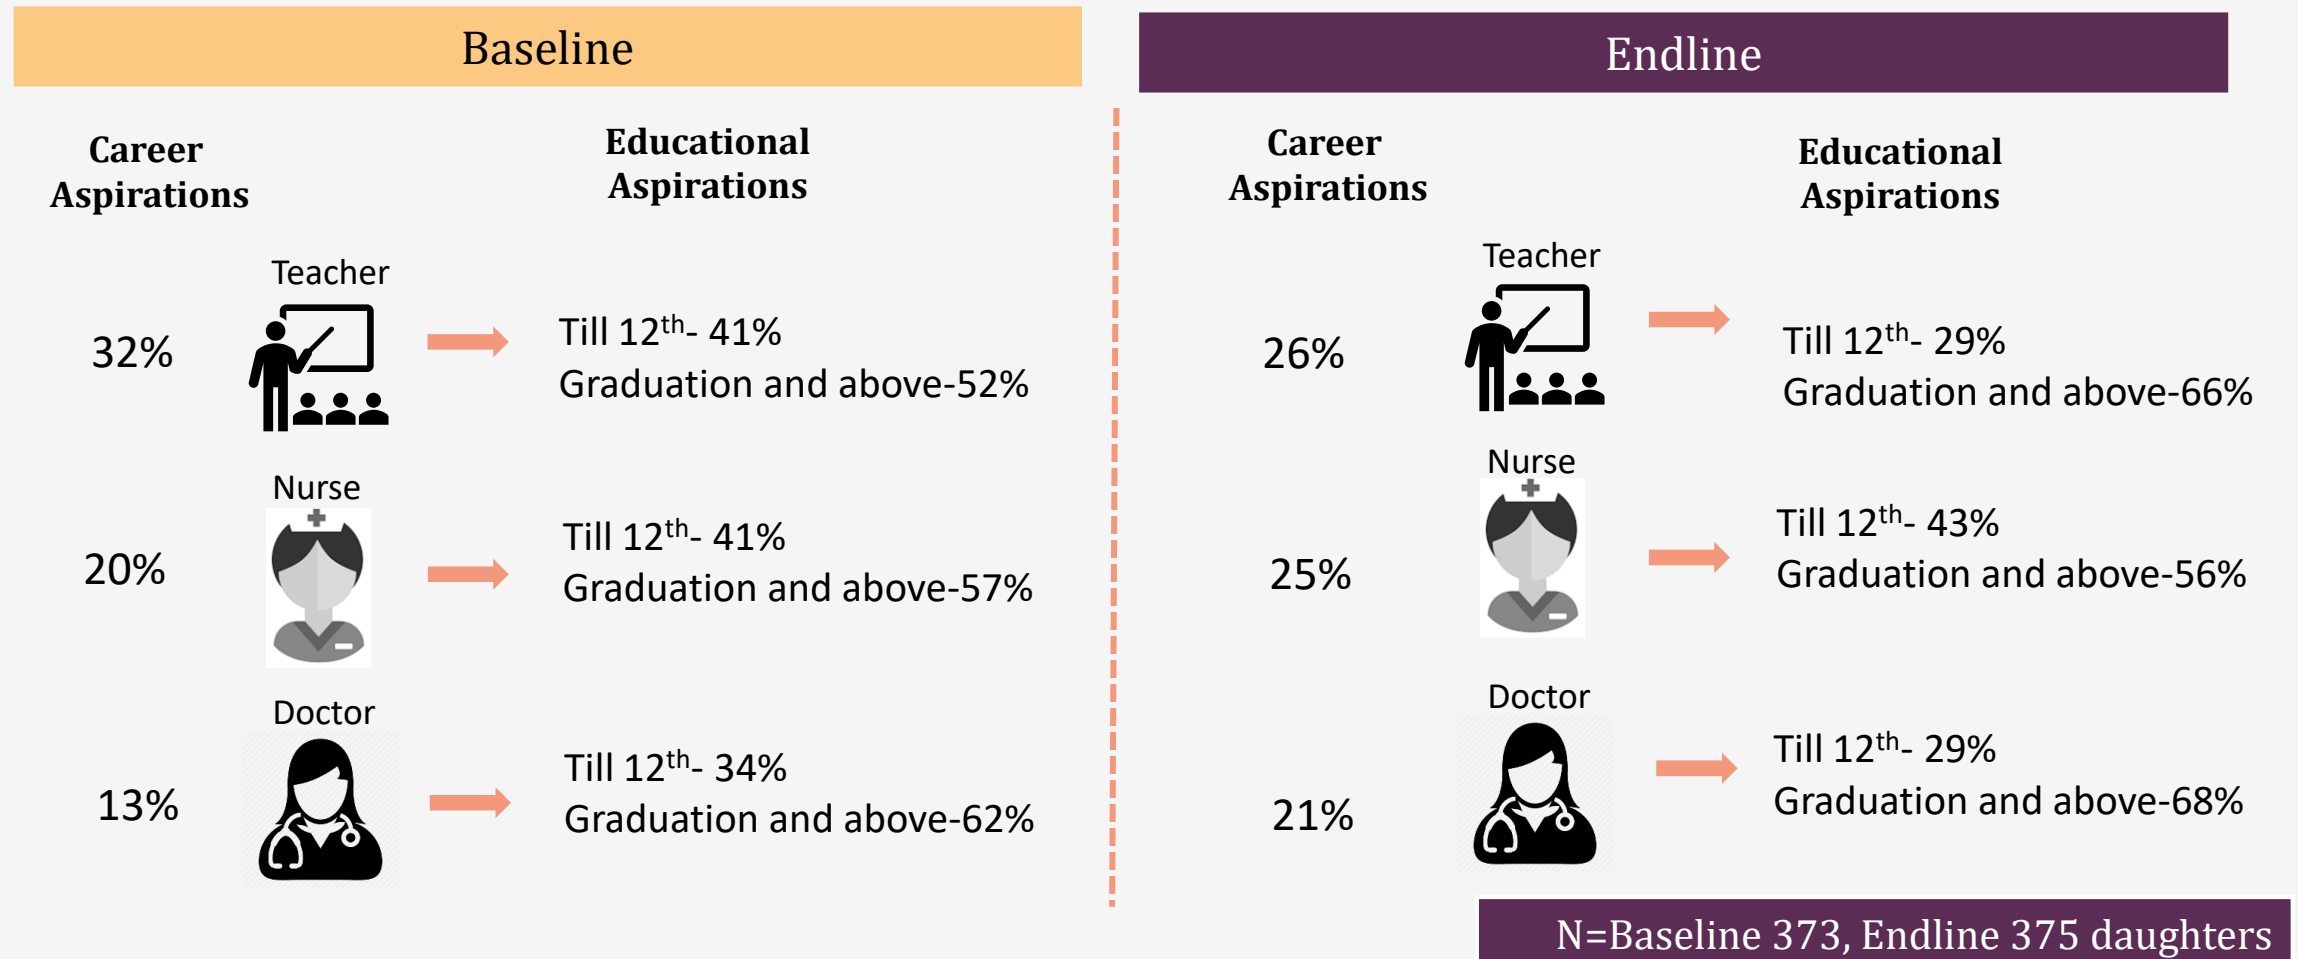 Baseline
Career
Aspirations
Educational
Aspirations
32%
Teacher
Till 12th- 41%
Graduation and above-52%
20%
Nurse
Till 12th- 41%
Graduation and above-57%
13%
Doctor
Till 12th- 34%
Graduation and above-62%
Endline
Career
Aspirations
Educational
Aspirations
26%
Teacher
Till 12th- 29%
Graduation and above-66%
25%
Nurse
Till 12th- 43%
Graduation and above-56%
21%
Doctor
Till 12th- 29%
Graduation and above-68%
N=Baseline 373, Endline 375 daughters